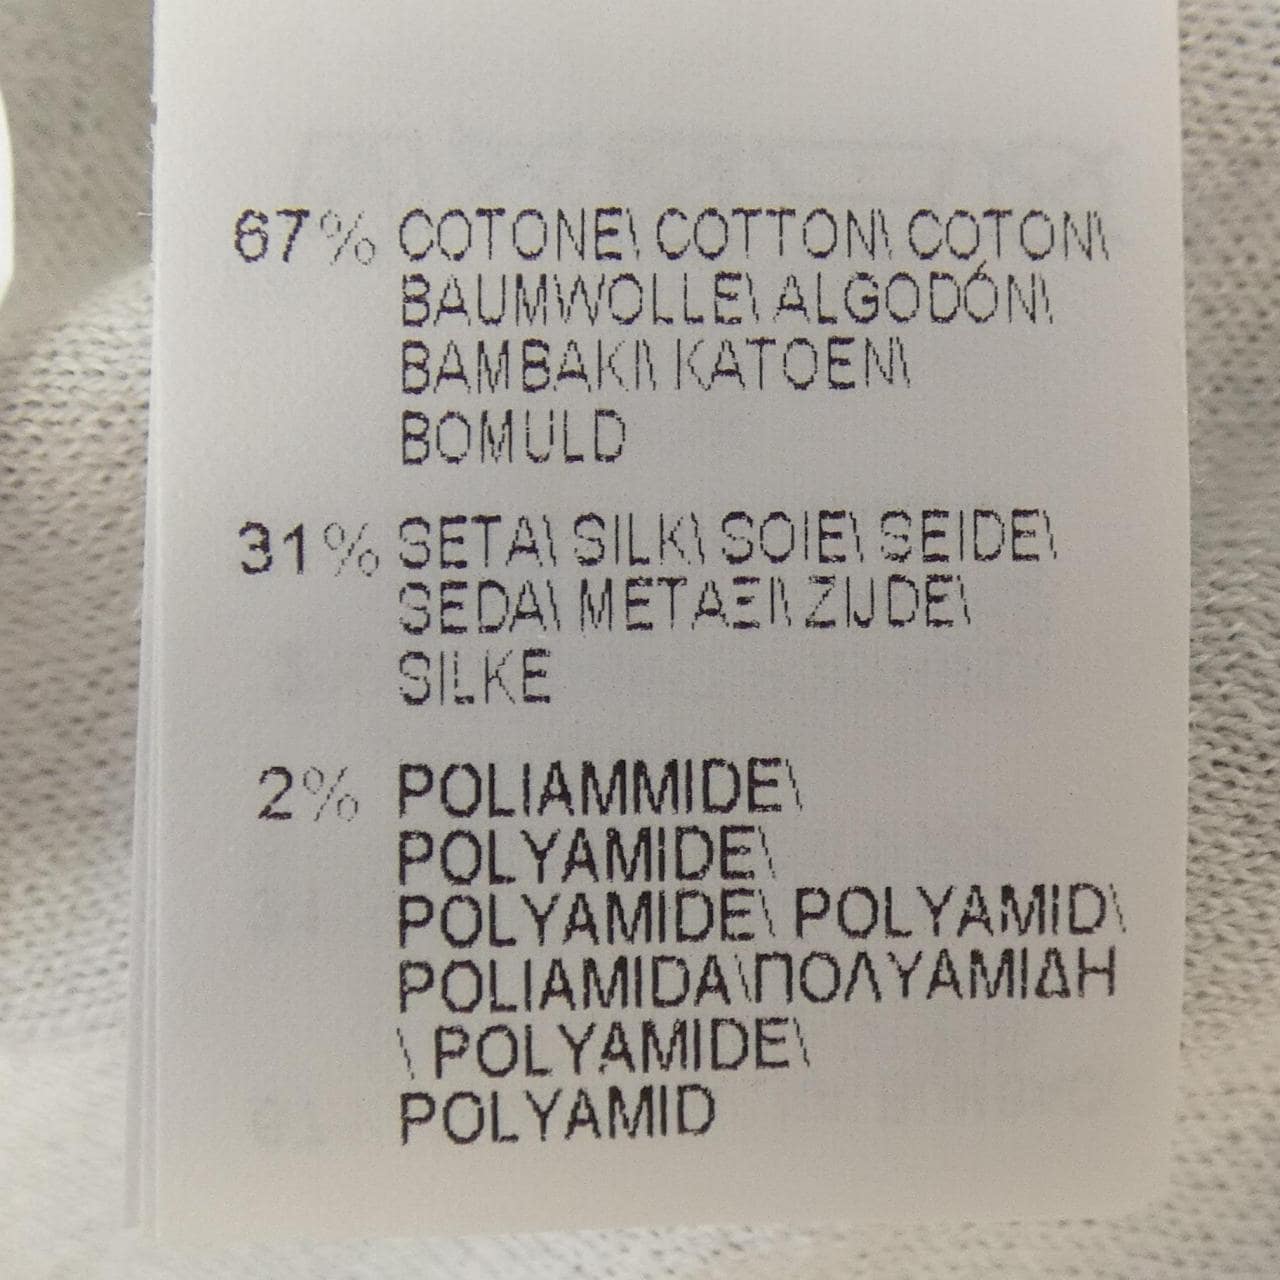 67% COTONE\ COTTON\ COTON\
BAUMWOLLE\ ALGODÓN\
BAMBAKI\ KATOEN\
BOMULD
31% SETA\ SILK\ SOIE\ SEIDE\
SEDA\ METAΞI\ ZIJDE\
SILKE
2% POLIAMMIDE\
POLYAMIDE\
POLYAMIDE\ POLYAMID\
POLIAMIDA\ΠΟΛΥΑΜΙΔΗ
\ POLYAMIDE\
POLYAMID